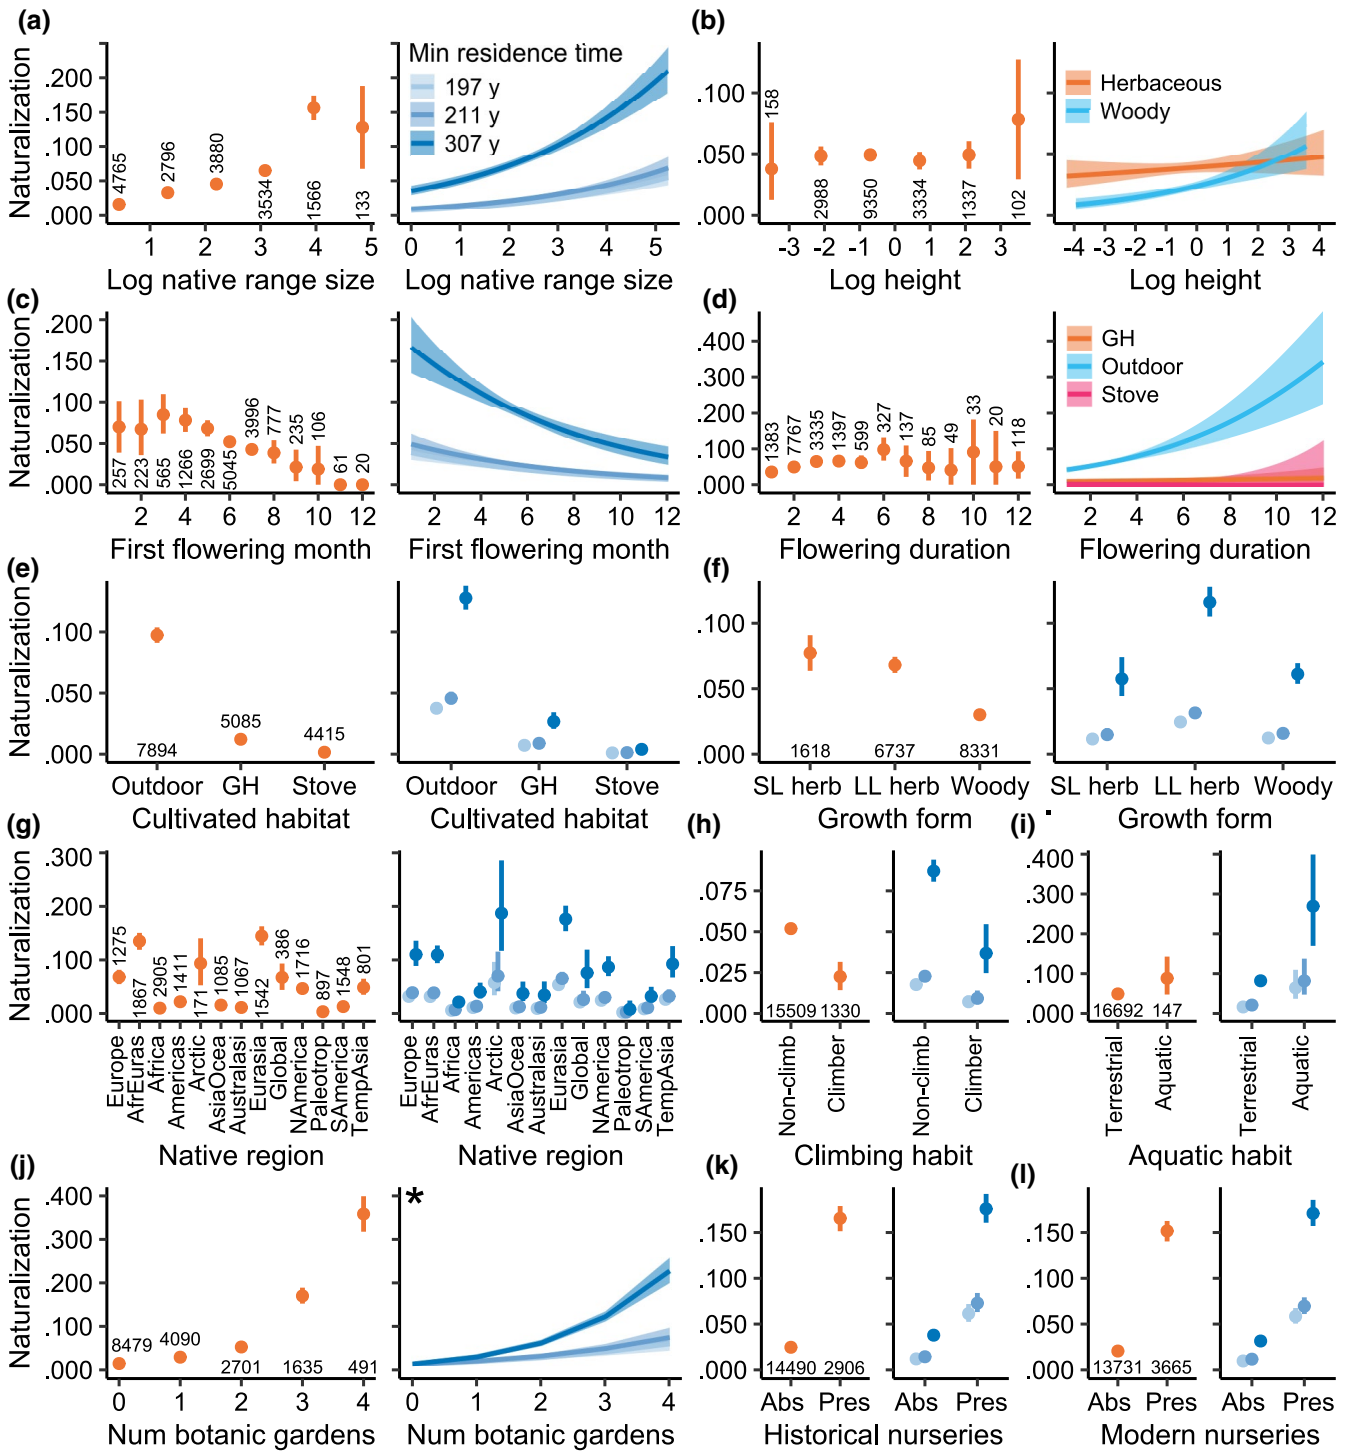 (a)
Naturalization
.200
.150
.100
.050
.000
4765
2796
3880
3534
1566
133
1 2 3 4 5
Log native range size
Min residence time
197 y
211 y
307 y
0 1 2 3 4 5
Log native range size
(b)
.100
.050
.000
158
2988
9350
3334
1337
102
-3 -1 1 3
Log height
Herbaceous
Woody
-4 -3 -2 -1 0 1 2 3 4
Log height
(c)
Naturalization
.200
.150
.100
.050
.000
257
223
565
1266
2699
5045
3996
777
235
106
61
20
2 4 6 8 10 12
First flowering month
2 4 6 8 10 12
First flowering month
(d)
.400
.300
.200
.100
.000
1383
7767
3335
1397
599
327
137
85
49
33
20
118
2 4 6 8 10 12
Flowering duration
GH
Outdoor
Stove
2 4 6 8 10 12
Flowering duration
(e)
Naturalization
.100
.050
.000
7894
5085
4415
Outdoor GH Stove
Cultivated habitat
Outdoor GH Stove
Cultivated habitat
(f)
.100
.050
.000
1618
6737
8331
SL herb LL herb Woody
Growth form
SL herb LL herb Woody
Growth form
(g)
Naturalization
.300
.200
.100
.000
1275
1867
2905
1411
171
1085
1067
1542
386
1716
897
1548
801
Europe
AfrEuras
Africa
Americas
Arctic
AsiaOcea
Australasi
Eurasia
Global
NAmerica
Paleotrop
SAmerica
TempAsia
Native region
Europe
AfrEuras
Africa
Americas
Arctic
AsiaOcea
Australasi
Eurasia
Global
NAmerica
Paleotrop
SAmerica
TempAsia
Native region
(h)
.075
.050
.025
.000
15509 1330
Non-climb
Climber
Non-climb
Climber
Climbing habit
(i)
.400
.300
.200
.100
.000
16692 147
Terrestrial
Aquatic
Terrestrial
Aquatic
Aquatic habit
(j)
Naturalization
.400
.300
.200
.100
.000
8479
4090
2701
1635
491
0 1 2 3 4
Num botanic gardens
*
0 1 2 3 4
Num botanic gardens
(k)
.150
.100
.050
.000
14490 2906
Abs Pres
Abs Pres
Historical nurseries
(l)
.150
.100
.050
.000
13731 3665
Abs Pres
Abs Pres
Modern nurseries